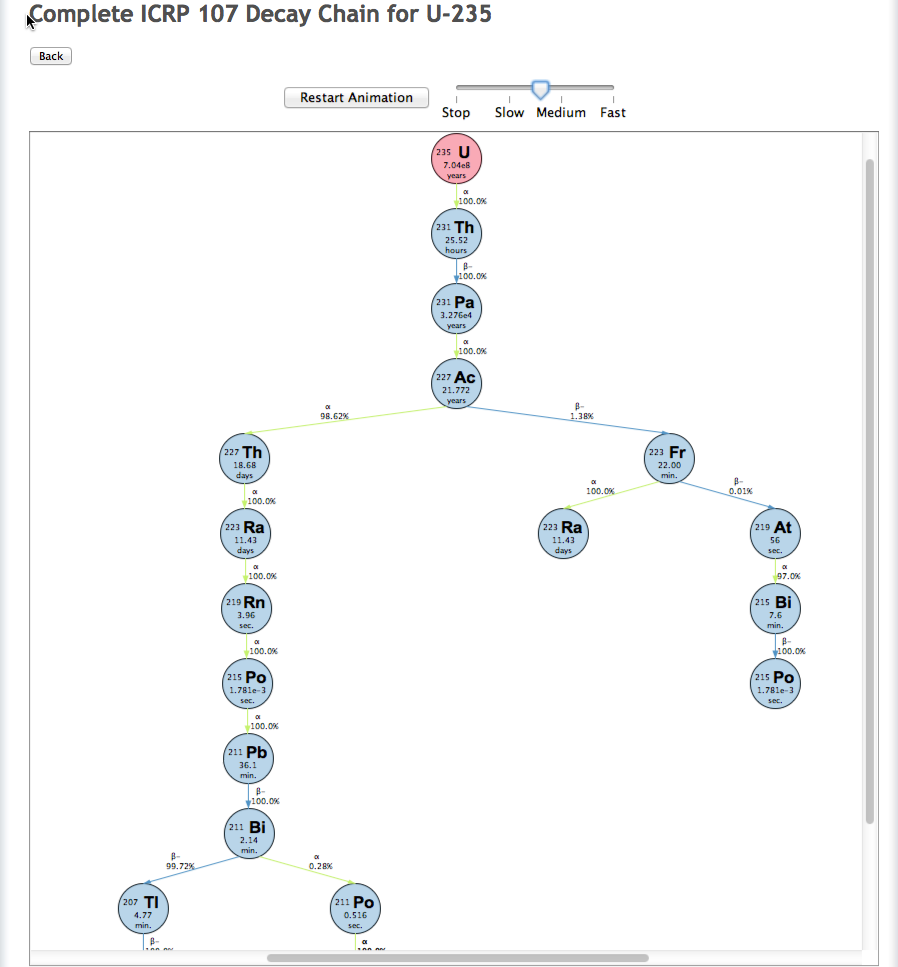 Complete ICRP 107 Decay Chain for U-235
Back
Restart Animation
Stop Slow Medium Fast
235 U
7.04e8
years
α
100.0%
231 Th
25.52
hours
β-
100.0%
231 Pa
3.276e4
years
α
100.0%
227 Ac
21.772
years
α
98.62%
β-
1.38%
227 Th
18.68
days
223 Fr
22.00
min.
α
100.0%
α
100.0%
β-
0.01%
223 Ra
11.43
days
223 Ra
11.43
days
219 At
56
sec.
α
100.0%
α
97.0%
219 Rn
3.96
sec.
215 Bi
7.6
min.
α
100.0%
β-
100.0%
215 Po
1.781e-3
sec.
215 Po
1.781e-3
sec.
α
100.0%
211 Pb
36.1
min.
β-
100.0%
211 Bi
2.14
min.
β-
99.72%
α
0.28%
207 Tl
4.77
min.
211 Po
0.516
sec.
β-
α